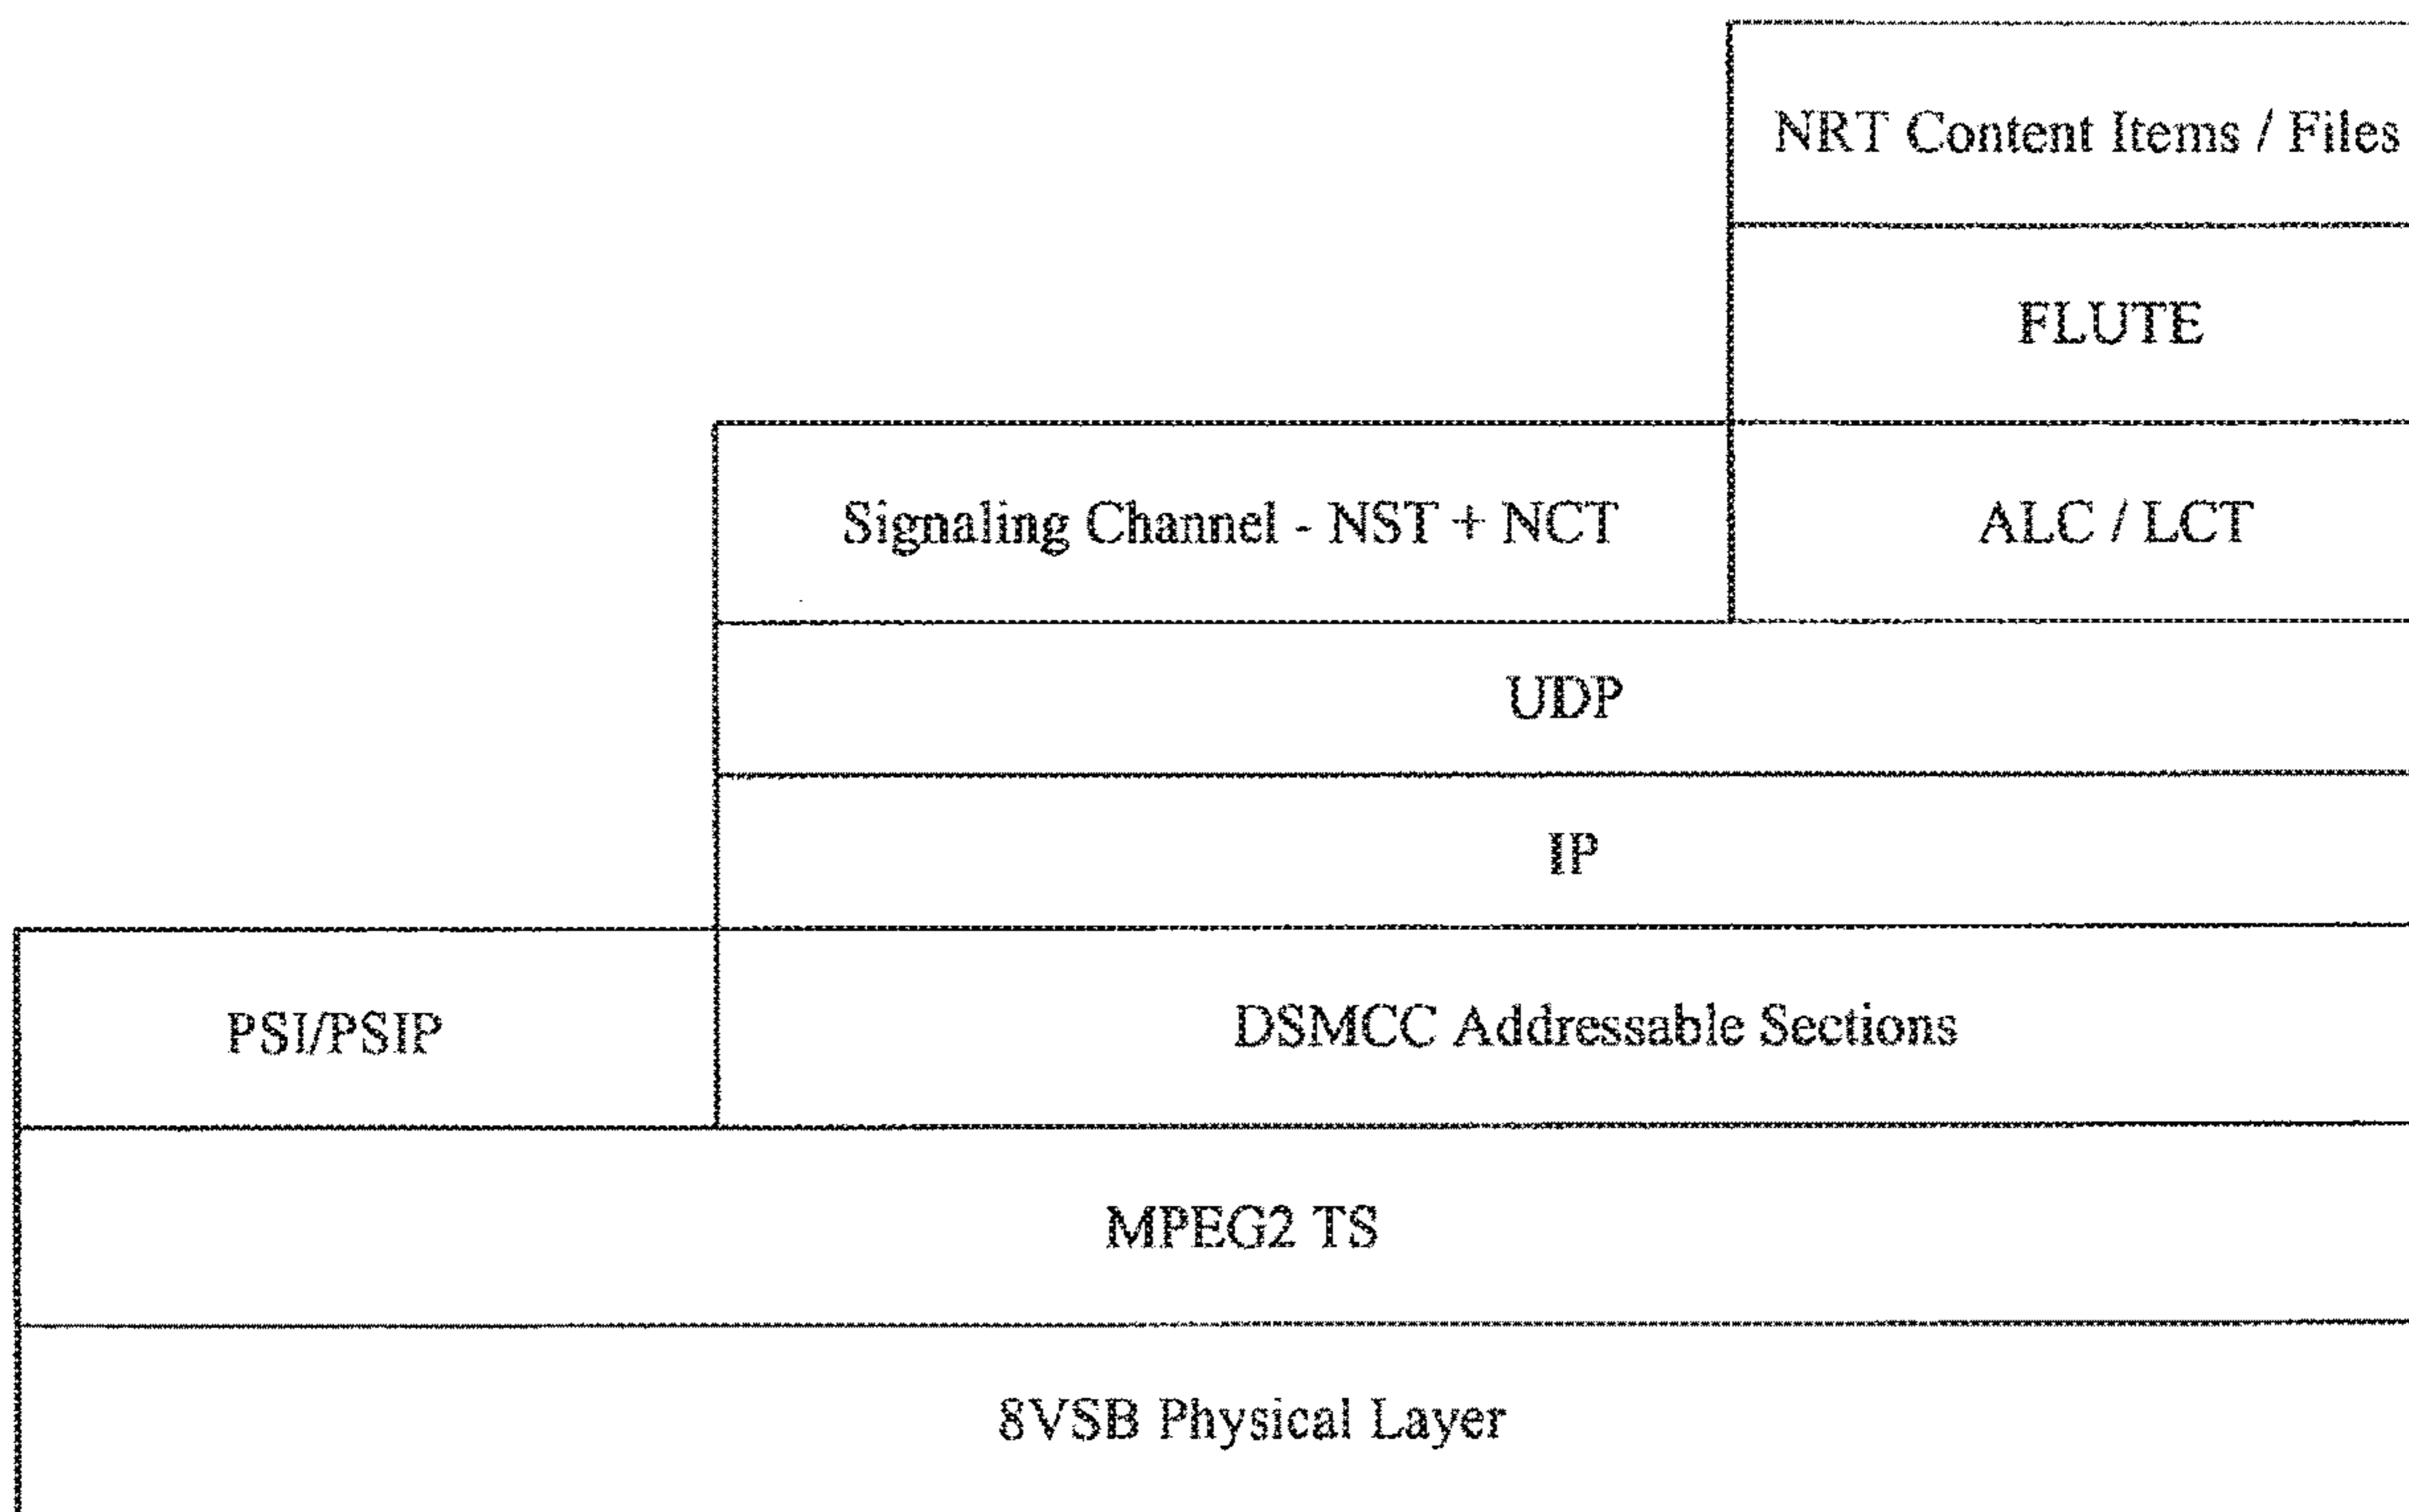 NRT Content Items / Files
FLUTE
Signaling Channel - NST + NCT
ALC / LCT
UDP
IP
PSI/PSIP
DSMCC Addressable Sections
MPEG2 TS
8VSB Physical Layer